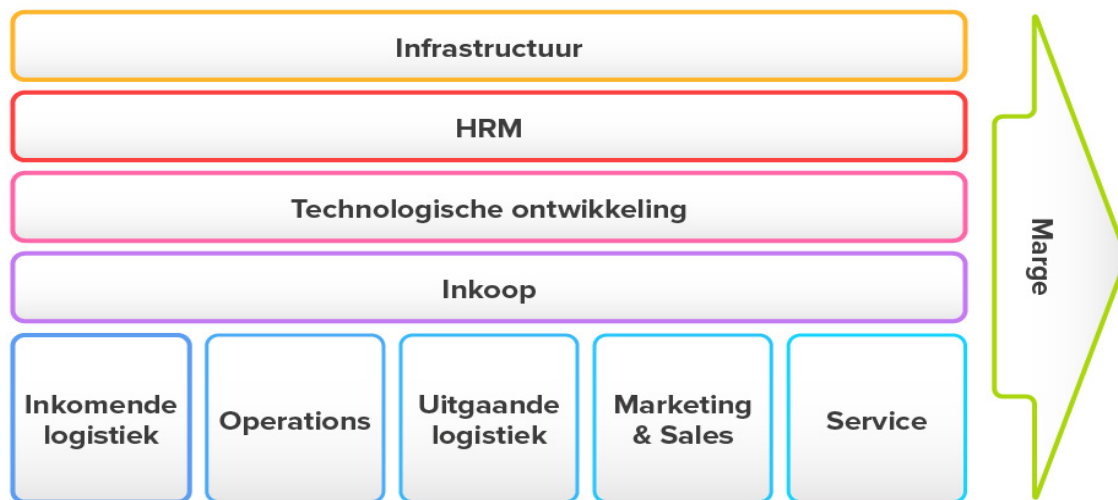 Infrastructuur
HRM
Technologische ontwikkeling
Inkoop
Inkomende
logistiek
Operations
Uitgaande
logistiek
Marketing
& Sales
Service
Marge